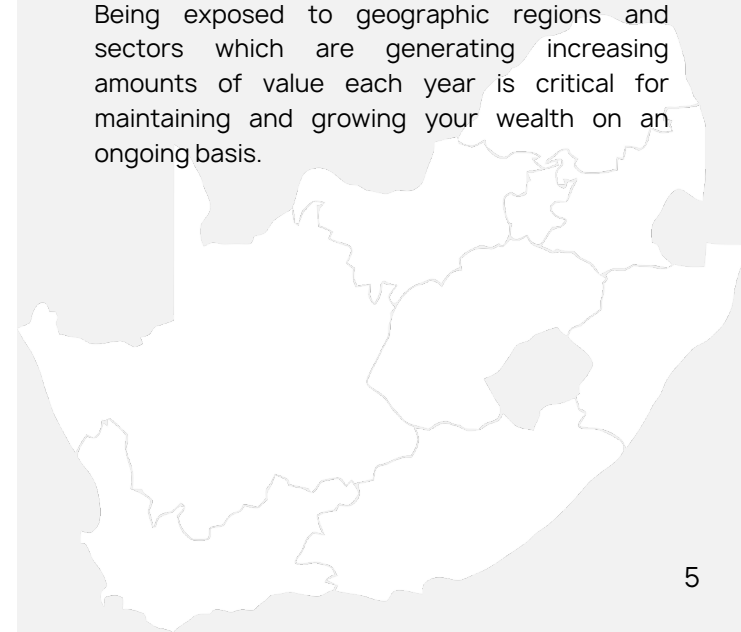 Being exposed to geographic regions and
sectors which are generating increasing
amounts of value each year is critical for
maintaining and growing your wealth on an
ongoing basis.
5